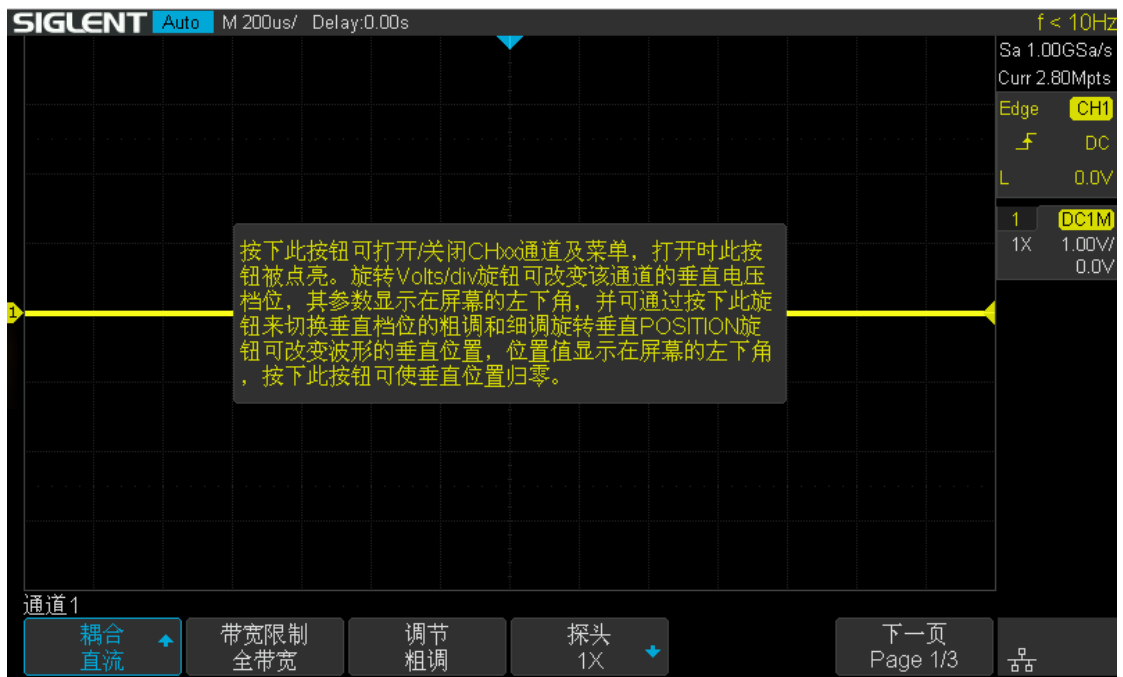 SIGLENT Auto M 200us/ Delay:0.00s f < 10Hz
Sa 1.00GSa/s
Curr 2.80Mpts
Edge CH1
DC
L 0.0V
1 DC1M
1X 1.00V/
0.0V
按下此按钮可打开/关闭CHxx通道及菜单，打开时此按
钮被点亮。旋转Volts/div旋钮可改变该通道的垂直电压
档位，其参数显示在屏幕的左下角，并可通过按下此旋
钮来切换垂直档位的粗调和细调旋转垂直POSITION旋
钮可改变波形的垂直位置，位置值显示在屏幕的左下角
，按下此按钮可使垂直位置归零。
1
通道1
耦合 带宽限制 调节 探头 下一页
直流 全带宽 粗调 1X Page 1/3